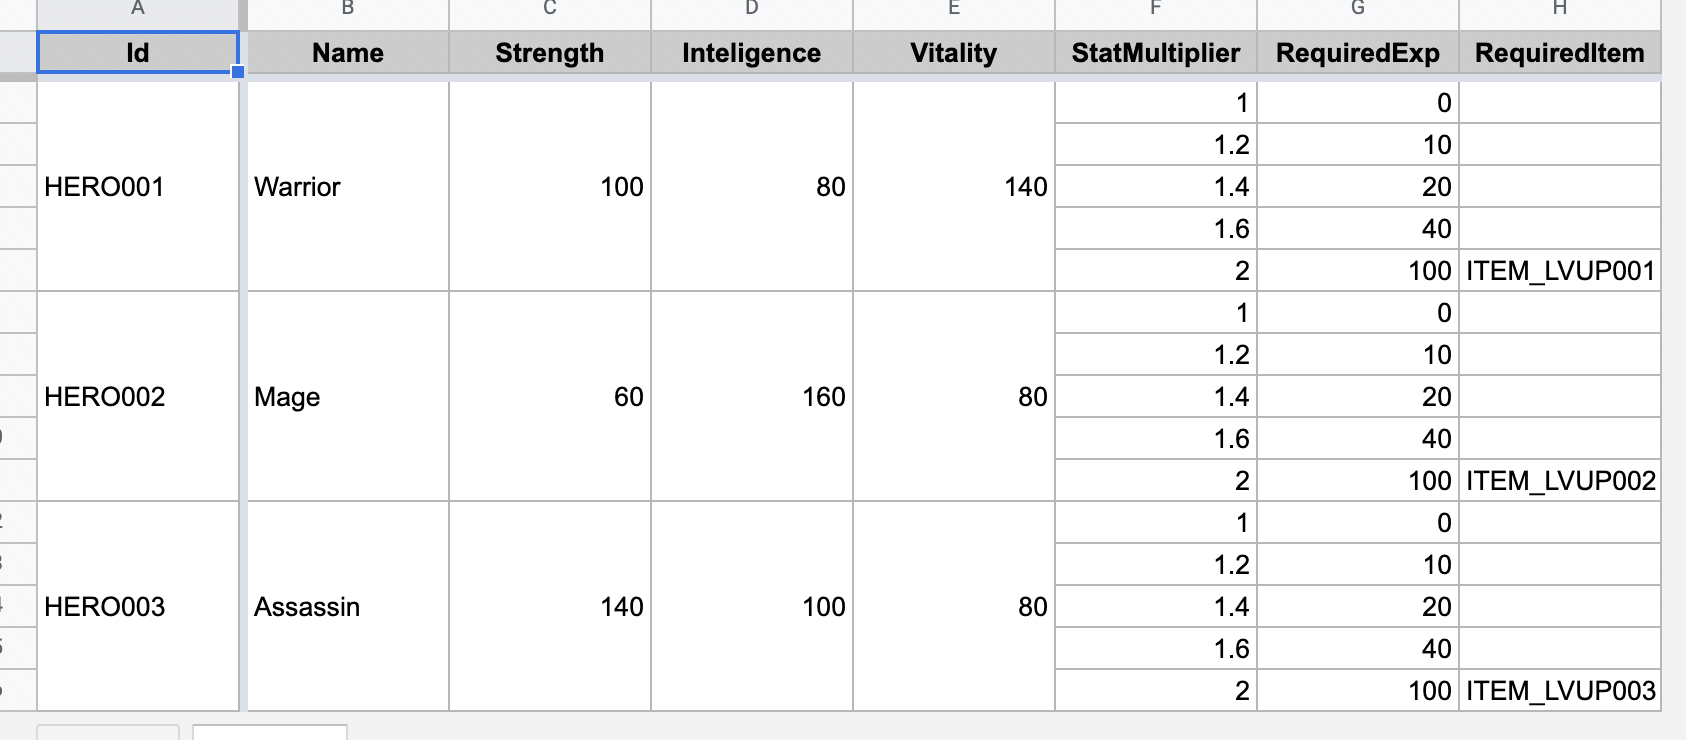 A B C D E F G H
Id Name Strength Inteligence Vitality StatMultiplier RequiredExp RequiredItem
1 0
1.2 10
HERO001 Warrior 100 80 140 1.4 20
1.6 40
2 100 ITEM_LVUP001
1 0
1.2 10
HERO002 Mage 60 160 80 1.4 20
1.6 40
2 100 ITEM_LVUP002
1 0
1.2 10
HERO003 Assassin 140 100 80 1.4 20
1.6 40
2 100 ITEM_LVUP003